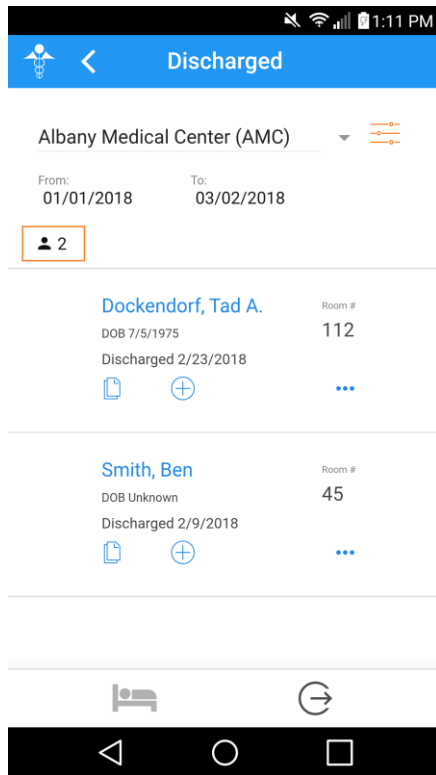 1:11 PM
Discharged
Albany Medical Center (AMC)
From: To:
01/01/2018 03/02/2018
2
Dockendorf, Tad A. Room #
DOB 7/5/1975 112
Discharged 2/23/2018
Smith, Ben Room #
DOB Unknown 45
Discharged 2/9/2018